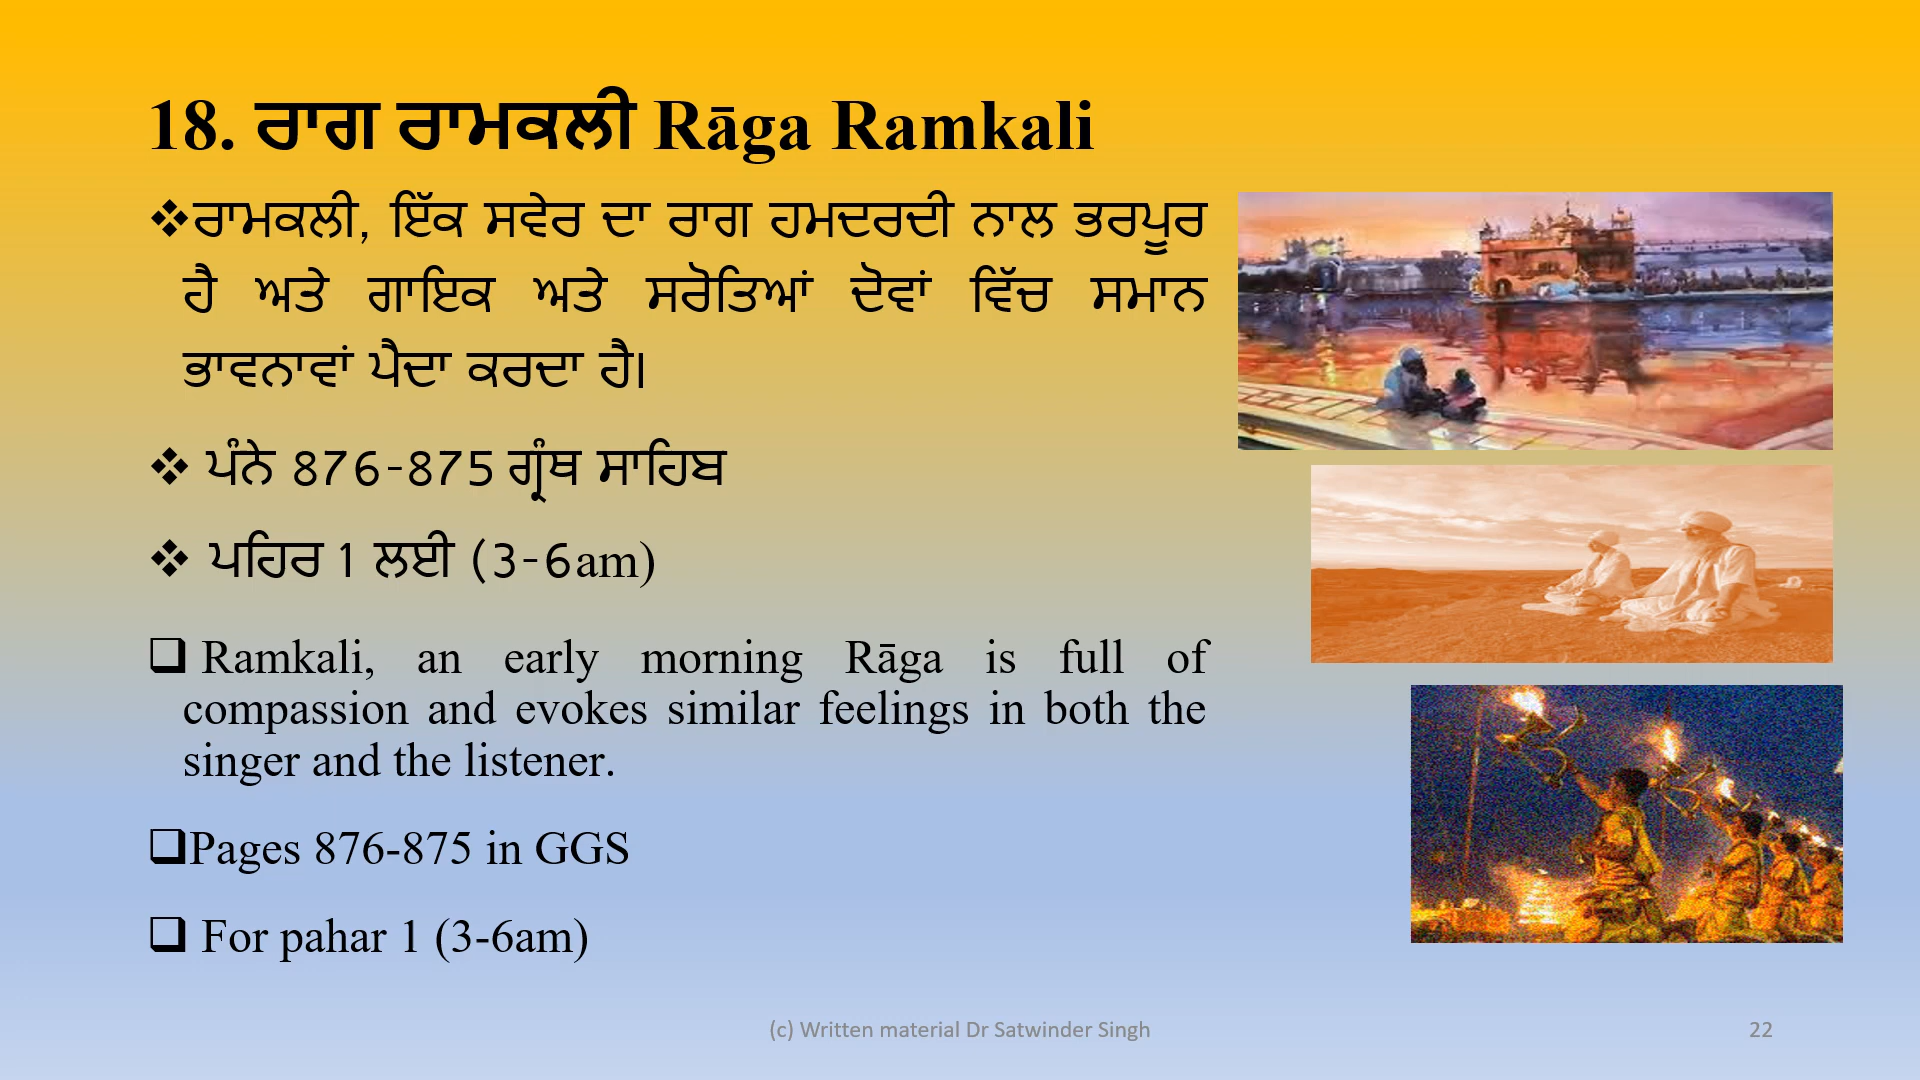 18. ਰਾਗ ਰਾਮਕਲੀ Rāga Ramkali
❖ਰਾਮਕਲੀ, ਇੱਕ ਸਵੇਰ ਦਾ ਰਾਗ ਹਮਦਰਦੀ ਨਾਲ ਭਰਪੂਰ
ਹੈ ਅਤੇ ਗਾਇਕ ਅਤੇ ਸਰੋਤਿਆਂ ਦੋਵਾਂ ਵਿੱਚ ਸਮਾਨ
ਭਾਵਨਾਵਾਂ ਪੈਦਾ ਕਰਦਾ ਹੈ।
❖ ਪੰਨੇ 876-875 ਗ੍ਰੰਥ ਸਾਹਿਬ
❖ ਪਹਿਰ 1 ਲਈ (3-6am)
❑ Ramkali, an early morning Rāga is full of
compassion and evokes similar feelings in both the
singer and the listener.
❑Pages 876-875 in GGS
❑ For pahar 1 (3-6am)
(c) Written material Dr Satwinder Singh
22